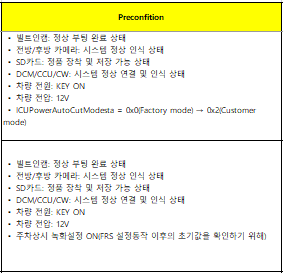 Preconfition
• 빌트인캠: 정상 부팅 완료 상태
• 전방/후방 카메라: 시스템 정상 인식 상태
• SD카드: 정품 장착 및 저장 가능 상태
• DCM/CCU/CW: 시스템 정상 연결 및 인식 상태
• 차량 전원: KEY ON
• 차량 전압: 12V
• ICUPowerAutoCutModesta = 0x0(Factory mode) → 0x2(Customer
mode)
• 빌트인캠: 정상 부팅 완료 상태
• 전방/후방 카메라: 시스템 정상 인식 상태
• SD카드: 정품 장착 및 저장 가능 상태
• DCM/CCU/CW: 시스템 정상 연결 및 인식 상태
• 차량 전원: KEY ON
• 차량 전압: 12V
• 주차상시 녹화설정 ON(FRS 설정동작 이후의 초기값을 확인하기 위해)